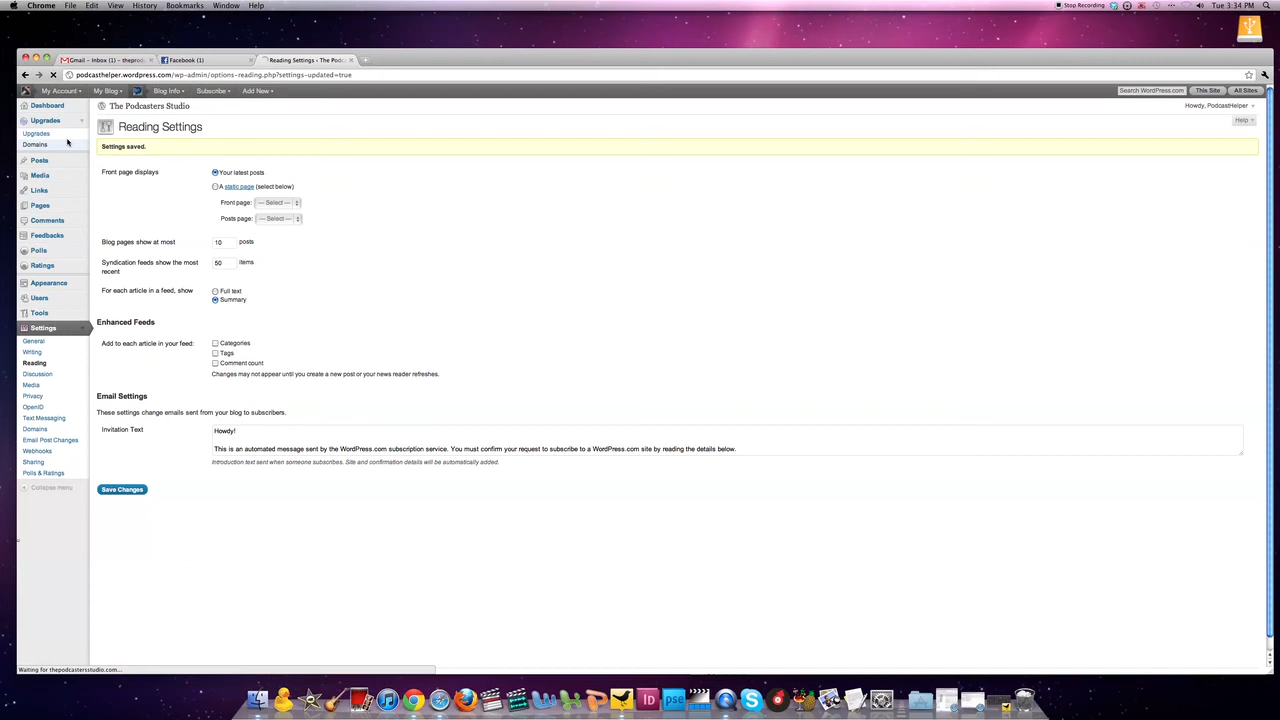 Chrome File Edit View History Bookmarks Window Help Stop Recording Tue 3:34 PM
Gmail – Inbox (1) – theprod Facebook (1) Reading Settings ‹ The Podc
podcasthelper.wordpress.com/wp-admin/options-reading.php?settings-updated=true
My Account My Blog Blog Info Subscribe Add New Search WordPress.com This Site All Sites
The Podcasters Studio Howdy, PodcastHelper
Help
Reading Settings
Settings saved.
Dashboard
Upgrades
Upgrades
Domains
Posts
Media
Links
Pages
Comments
Feedbacks
Polls
Ratings
Appearance
Users
Tools
Settings
General
Writing
Reading
Discussion
Media
Privacy
OpenID
Text Messaging
Domains
Email Post Changes
Webhooks
Sharing
Polls & Ratings
Collapse menu
Front page displays Your latest posts
A static page (select below)
Front page: — Select —
Posts page: — Select —
Blog pages show at most 10 posts
Syndication feeds show the most 50 items
recent
For each article in a feed, show Full text
Summary
Enhanced Feeds
Add to each article in your feed: Categories
Tags
Comment count
Changes may not appear until you create a new post or your news reader refreshes.
Email Settings
These settings change emails sent from your blog to subscribers.
Invitation Text Howdy!
This is an automated message sent by the WordPress.com subscription service. You must confirm your request to subscribe to a WordPress.com site by reading the details below.
Introduction text sent when someone subscribes. Site and confirmation details will be automatically added.
Save Changes
Waiting for thepodcastersstudio.com...
Id pse